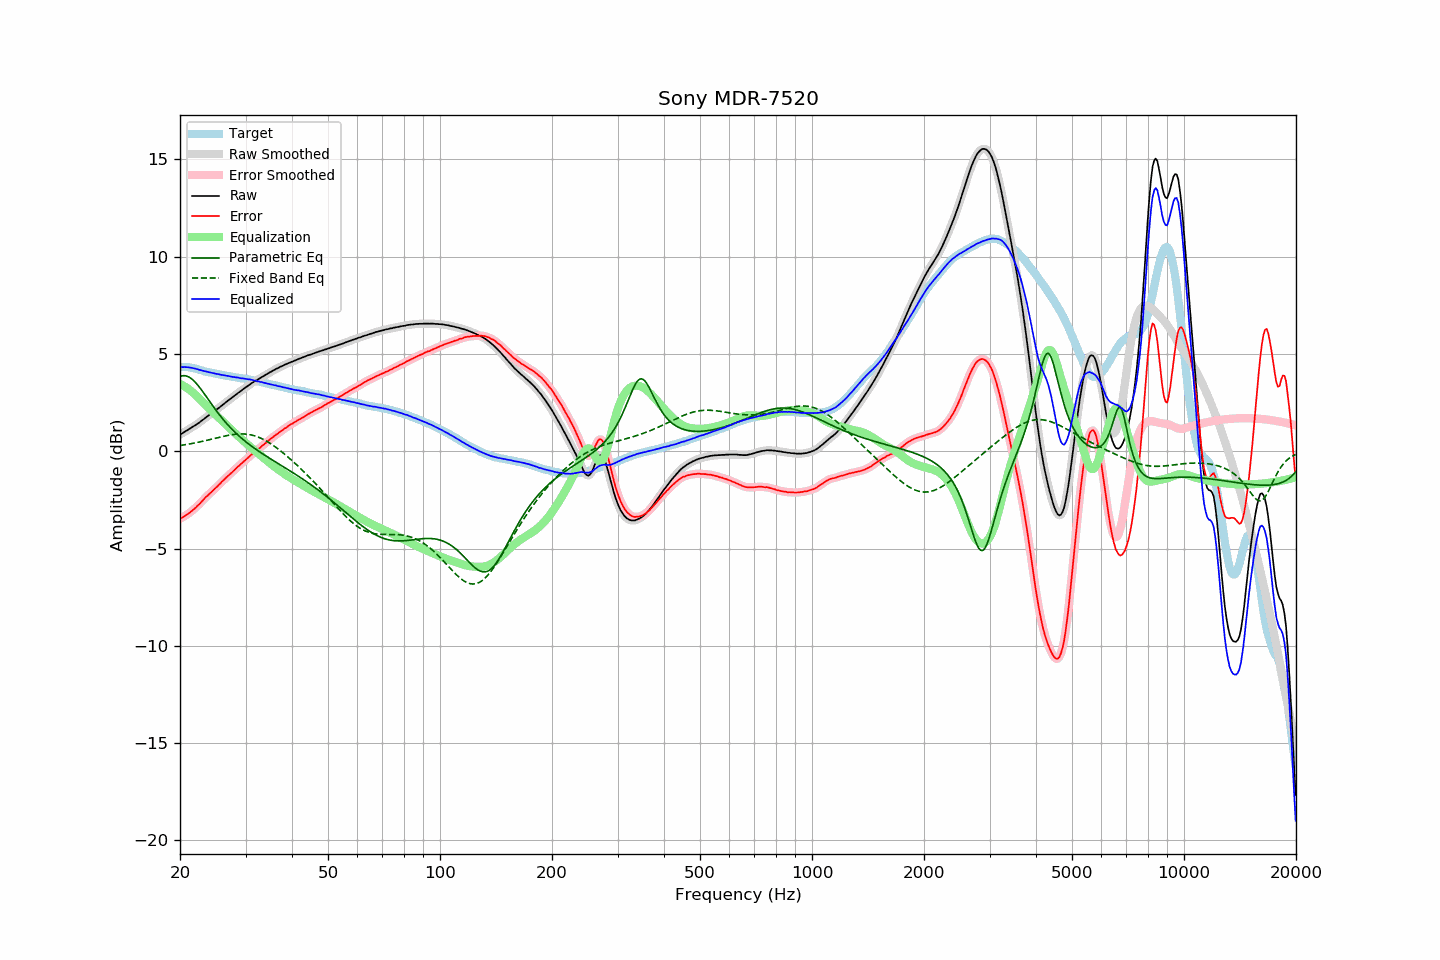 Sony MDR-7520
Target
Raw Smoothed
Error Smoothed
Raw
Error
Equalization
Parametric Eq
Fixed Band Eq
Equalized
Amplitude (dBr)
15
10
5
0
−5
−10
−15
−20
20 50 100 200 500 1000 2000 5000 10000 20000
Frequency (Hz)